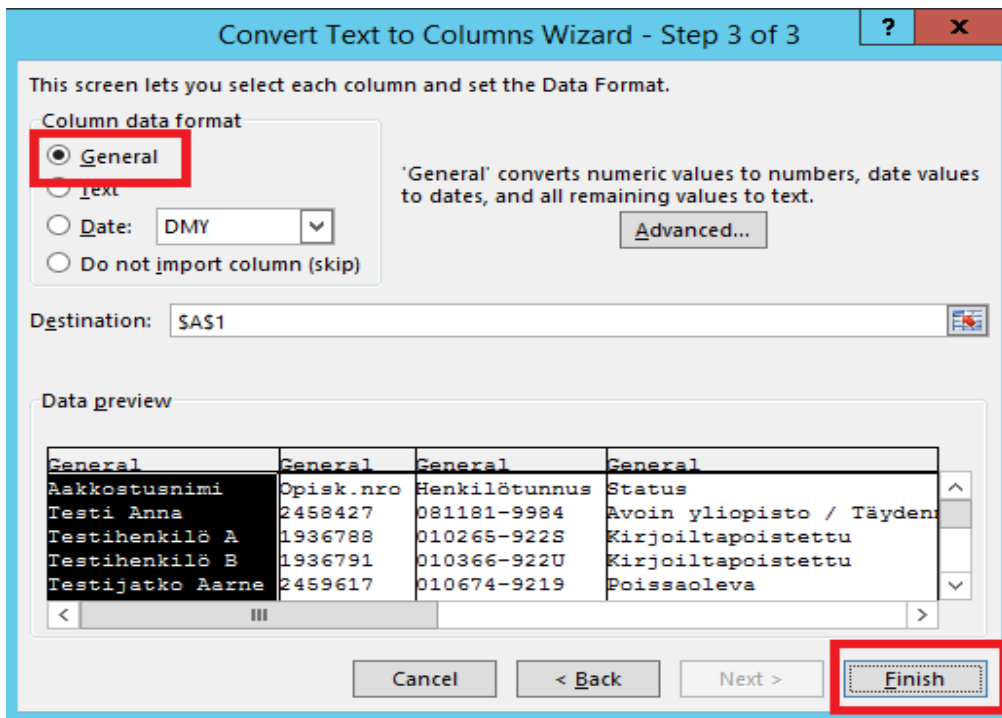 Convert Text to Columns Wizard - Step 3 of 3
?
x
This screen lets you select each column and set the Data Format.
Column data format
General
Text
Date: DMY
Do not import column (skip)
'General' converts numeric values to numbers, date values
to dates, and all remaining values to text.
Advanced...
Destination: $A$1
Data preview
General General General General
Aakkostusnimi Opisk.nro Henkilötunnus Status
Testi Anna 2458427 081181-9984 Avoin yliopisto /
Testihenkilö A 1936788 010265-922S Kirjoiltapoistettu
Testihenkilö B 1936791 010366-922U Kirjoiltapoistettu
Testijatko Aarne 2459617 010674-9219 Poissaoleva
Cancel < Back Next > Finish